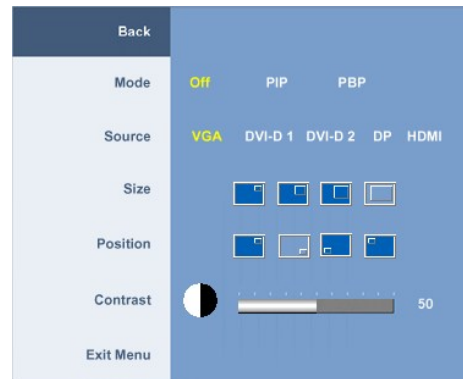 Back
Mode Off PIP PBP
Source VGA DVI-D 1 DVI-D 2 DP HDMI
Size
Position
Contrast 50
Exit Menu